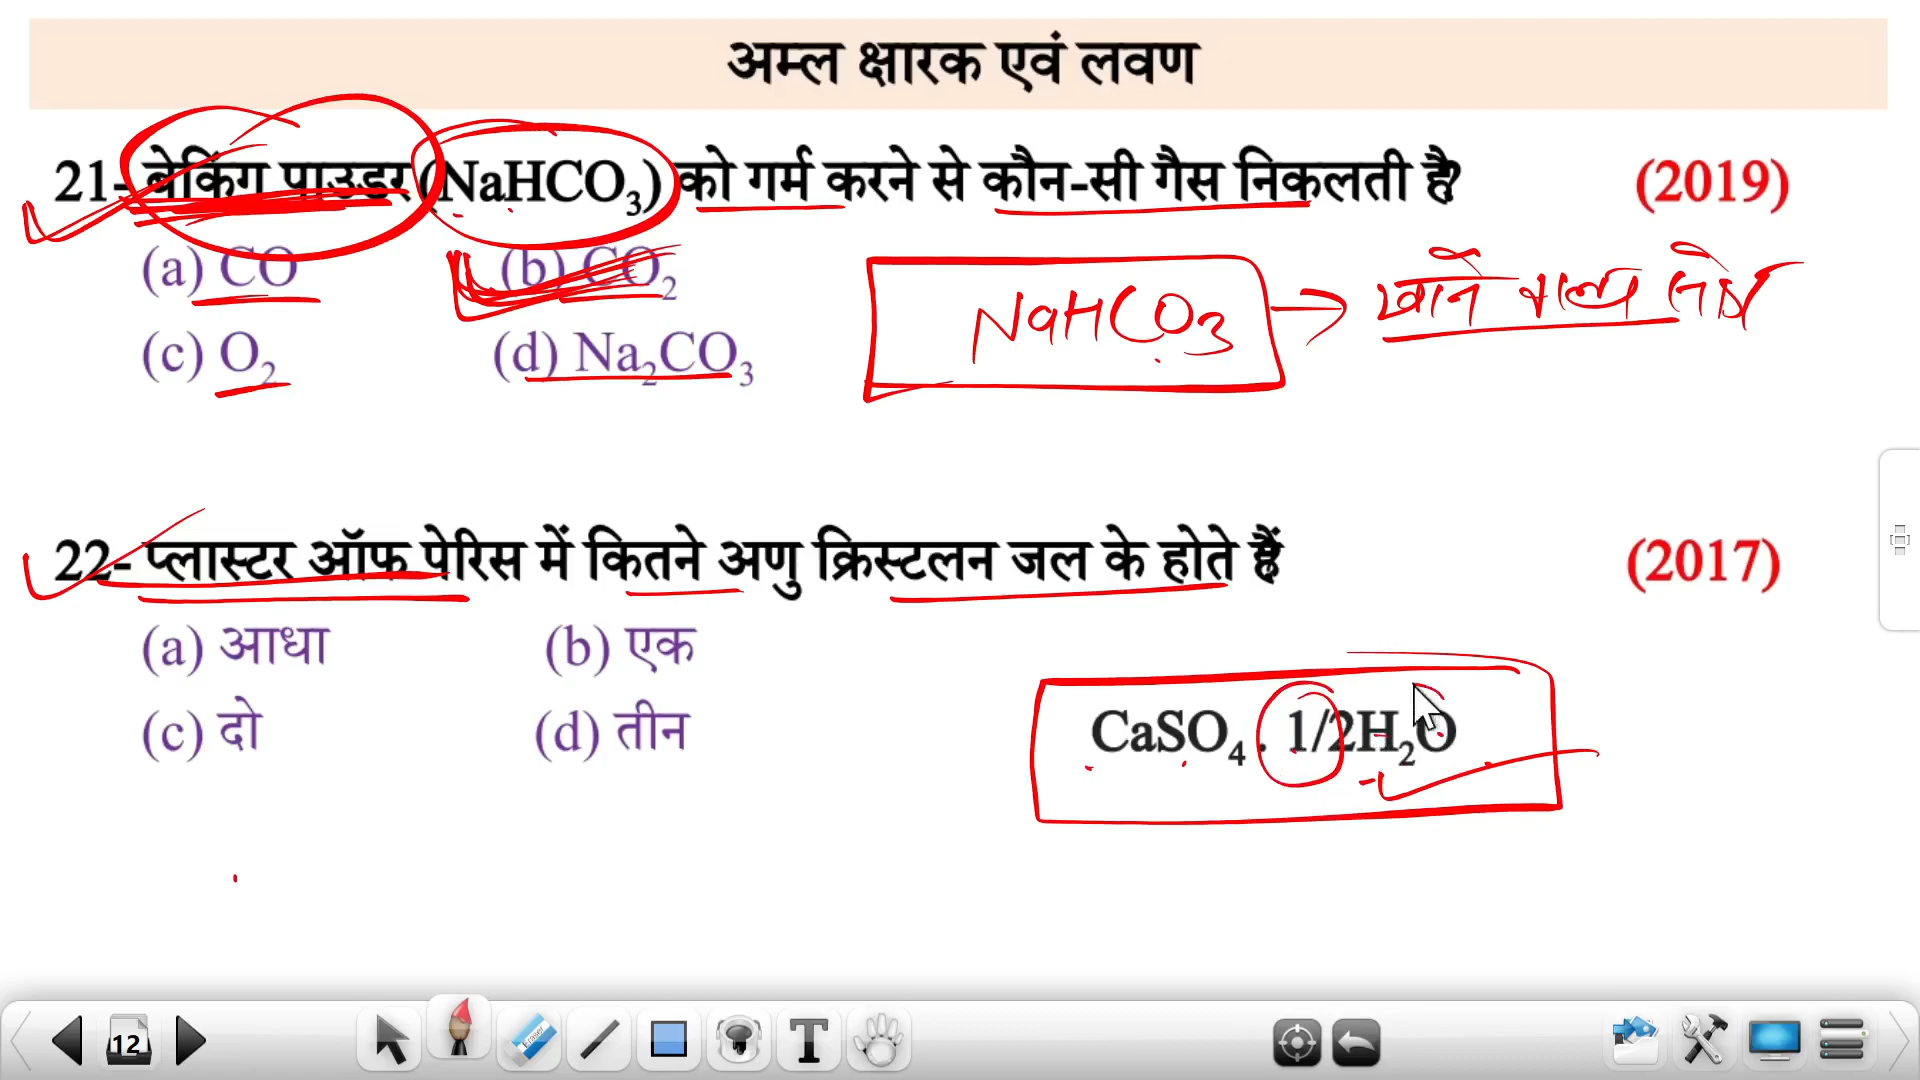 अम्ल क्षारक एवं लवण
21- बेकिंग पाउडर (NaHCO₃) को गर्म करने से कौन-सी गैस निकलती है? (2019)
(a) CO (b) CO₂
(c) O₂ (d) Na₂CO₃
NaHCO₃ → खाने
22- प्लास्टर ऑफ पेरिस में कितने अणु क्रिस्टलन जल के होते हैं? (2017)
(a) आधा (b) एक
(c) दो (d) तीन
CaSO₄ . 1/2H₂O
12
Eraser
T